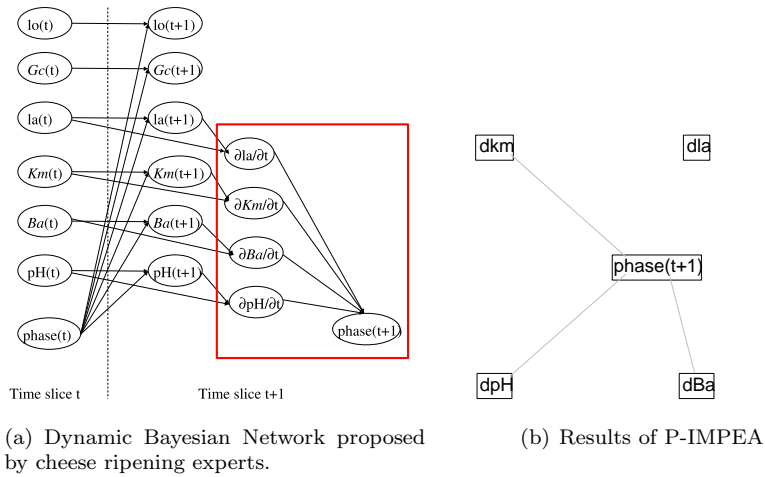 lo(t)
lo(t+1)
Gc(t)
Gc(t+1)
la(t)
la(t+1)
∂la/∂t
Km(t)
Km(t+1)
∂Km/∂t
Ba(t)
Ba(t+1)
∂Ba/∂t
pH(t)
pH(t+1)
∂pH/∂t
phase(t)
phase(t+1)
Time slice t
Time slice t+1
dkm
dla
phase(t+1)
dpH
dBa
(a) Dynamic Bayesian Network proposed
by cheese ripening experts.
(b) Results of P-IMPEA